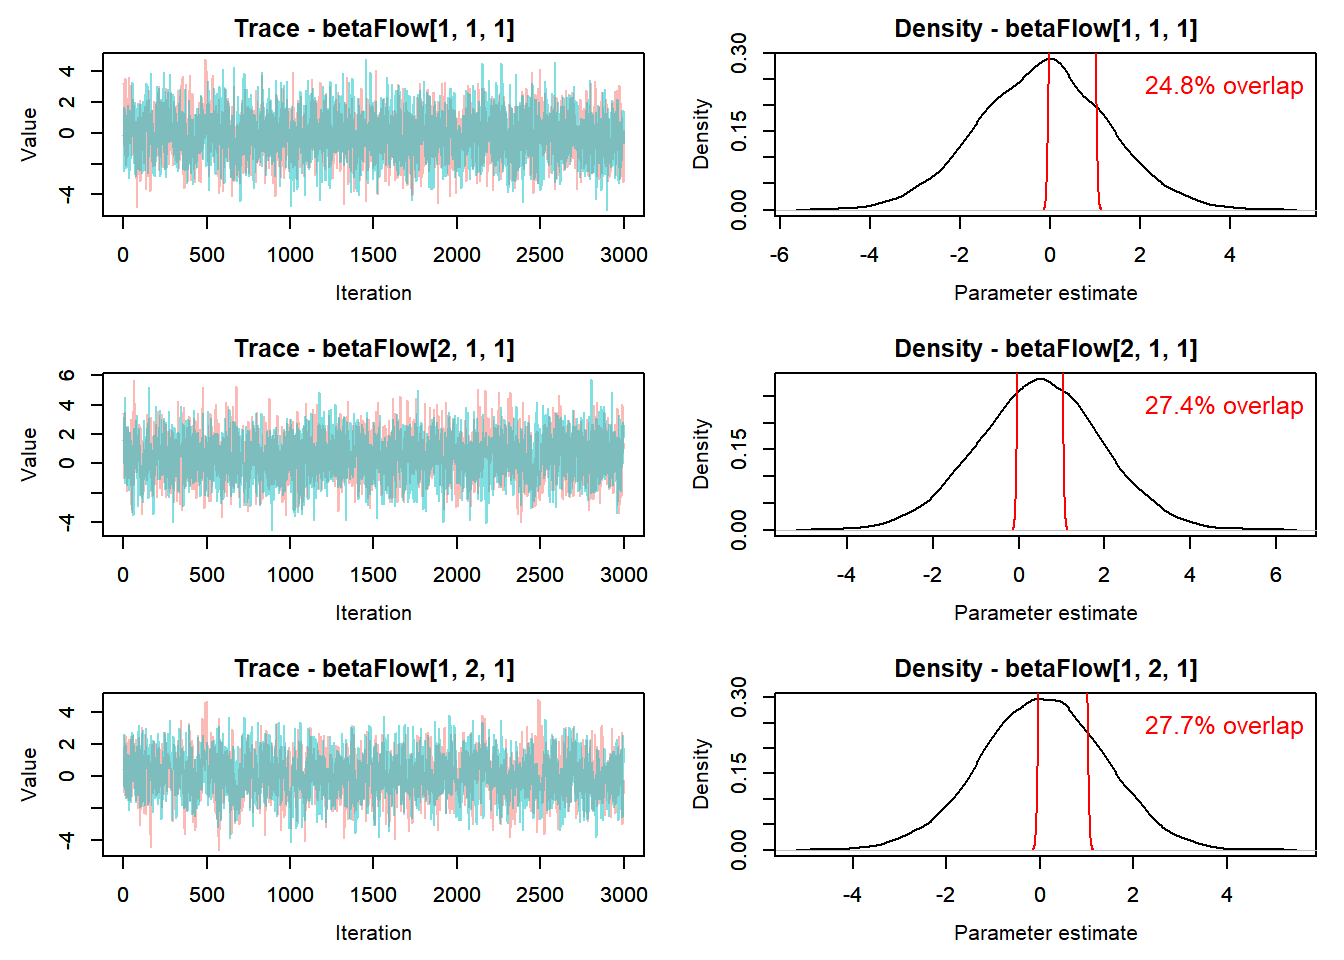 Trace - betaFlow[1, 1, 1]
Value
-4 0 2 4
0 500 1000 1500 2000 2500 3000
Iteration
Density - betaFlow[1, 1, 1]
24.8% overlap
Density
0.00 0.15 0.30
-6 -4 -2 0 2 4
Parameter estimate
Trace - betaFlow[2, 1, 1]
Value
-4 0 2 4 6
0 500 1000 1500 2000 2500 3000
Iteration
Density - betaFlow[2, 1, 1]
27.4% overlap
Density
0.00 0.15
-4 -2 0 2 4 6
Parameter estimate
Trace - betaFlow[1, 2, 1]
Value
-4 0 2 4
0 500 1000 1500 2000 2500 3000
Iteration
Density - betaFlow[1, 2, 1]
27.7% overlap
Density
0.00 0.15 0.30
-4 -2 0 2 4
Parameter estimate